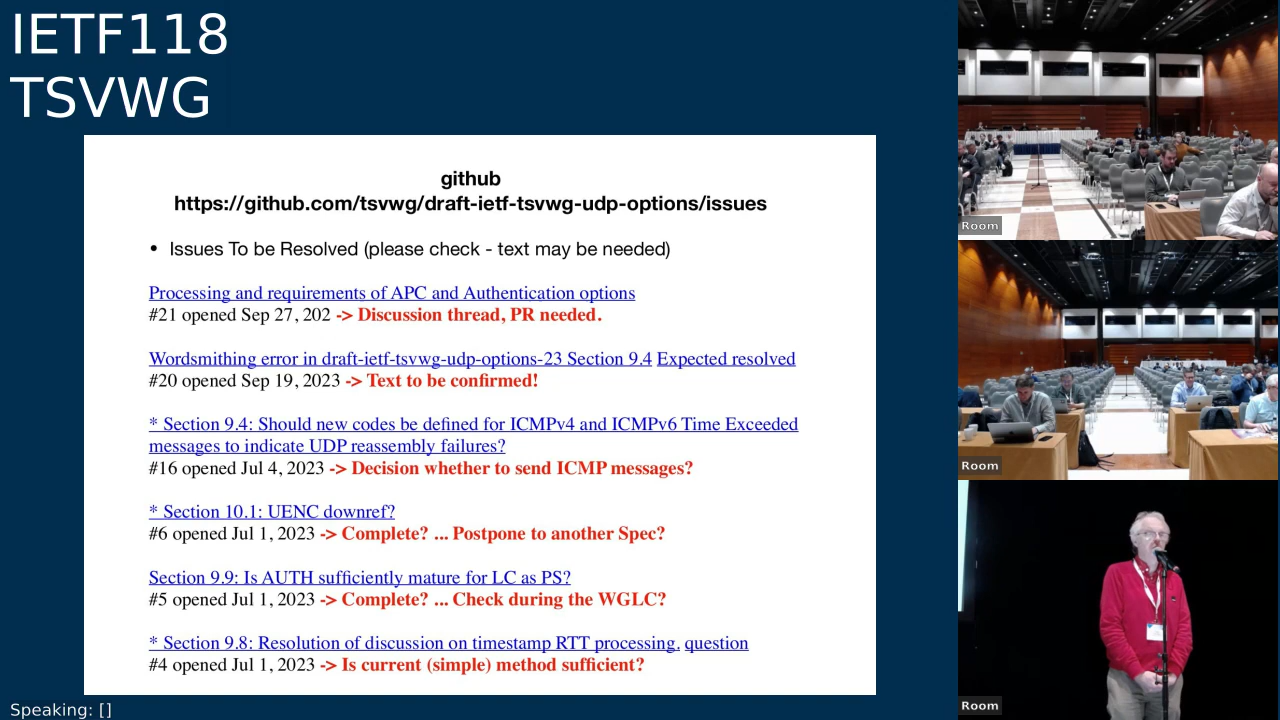 IETF118
TSVWG
github
https://github.com/tsvwg/draft-ietf-tsvwg-udp-options/issues
• Issues To be Resolved (please check - text may be needed)
Processing and requirements of APC and Authentication options
#21 opened Sep 27, 202 -> Discussion thread, PR needed.
Wordsmithing error in draft-ietf-tsvwg-udp-options-23 Section 9.4 Expected resolved
#20 opened Sep 19, 2023 -> Text to be confirmed!
* Section 9.4: Should new codes be defined for ICMPv4 and ICMPv6 Time Exceeded
messages to indicate UDP reassembly failures?
#16 opened Jul 4, 2023 -> Decision whether to send ICMP messages?
* Section 10.1: UENC downref?
#6 opened Jul 1, 2023 -> Complete? ... Postpone to another Spec?
Section 9.9: Is AUTH sufficiently mature for LC as PS?
#5 opened Jul 1, 2023 -> Complete? ... Check during the WGLC?
* Section 9.8: Resolution of discussion on timestamp RTT processing. question
#4 opened Jul 1, 2023 -> Is current (simple) method sufficient?
Speaking: []
Room
Room
Room